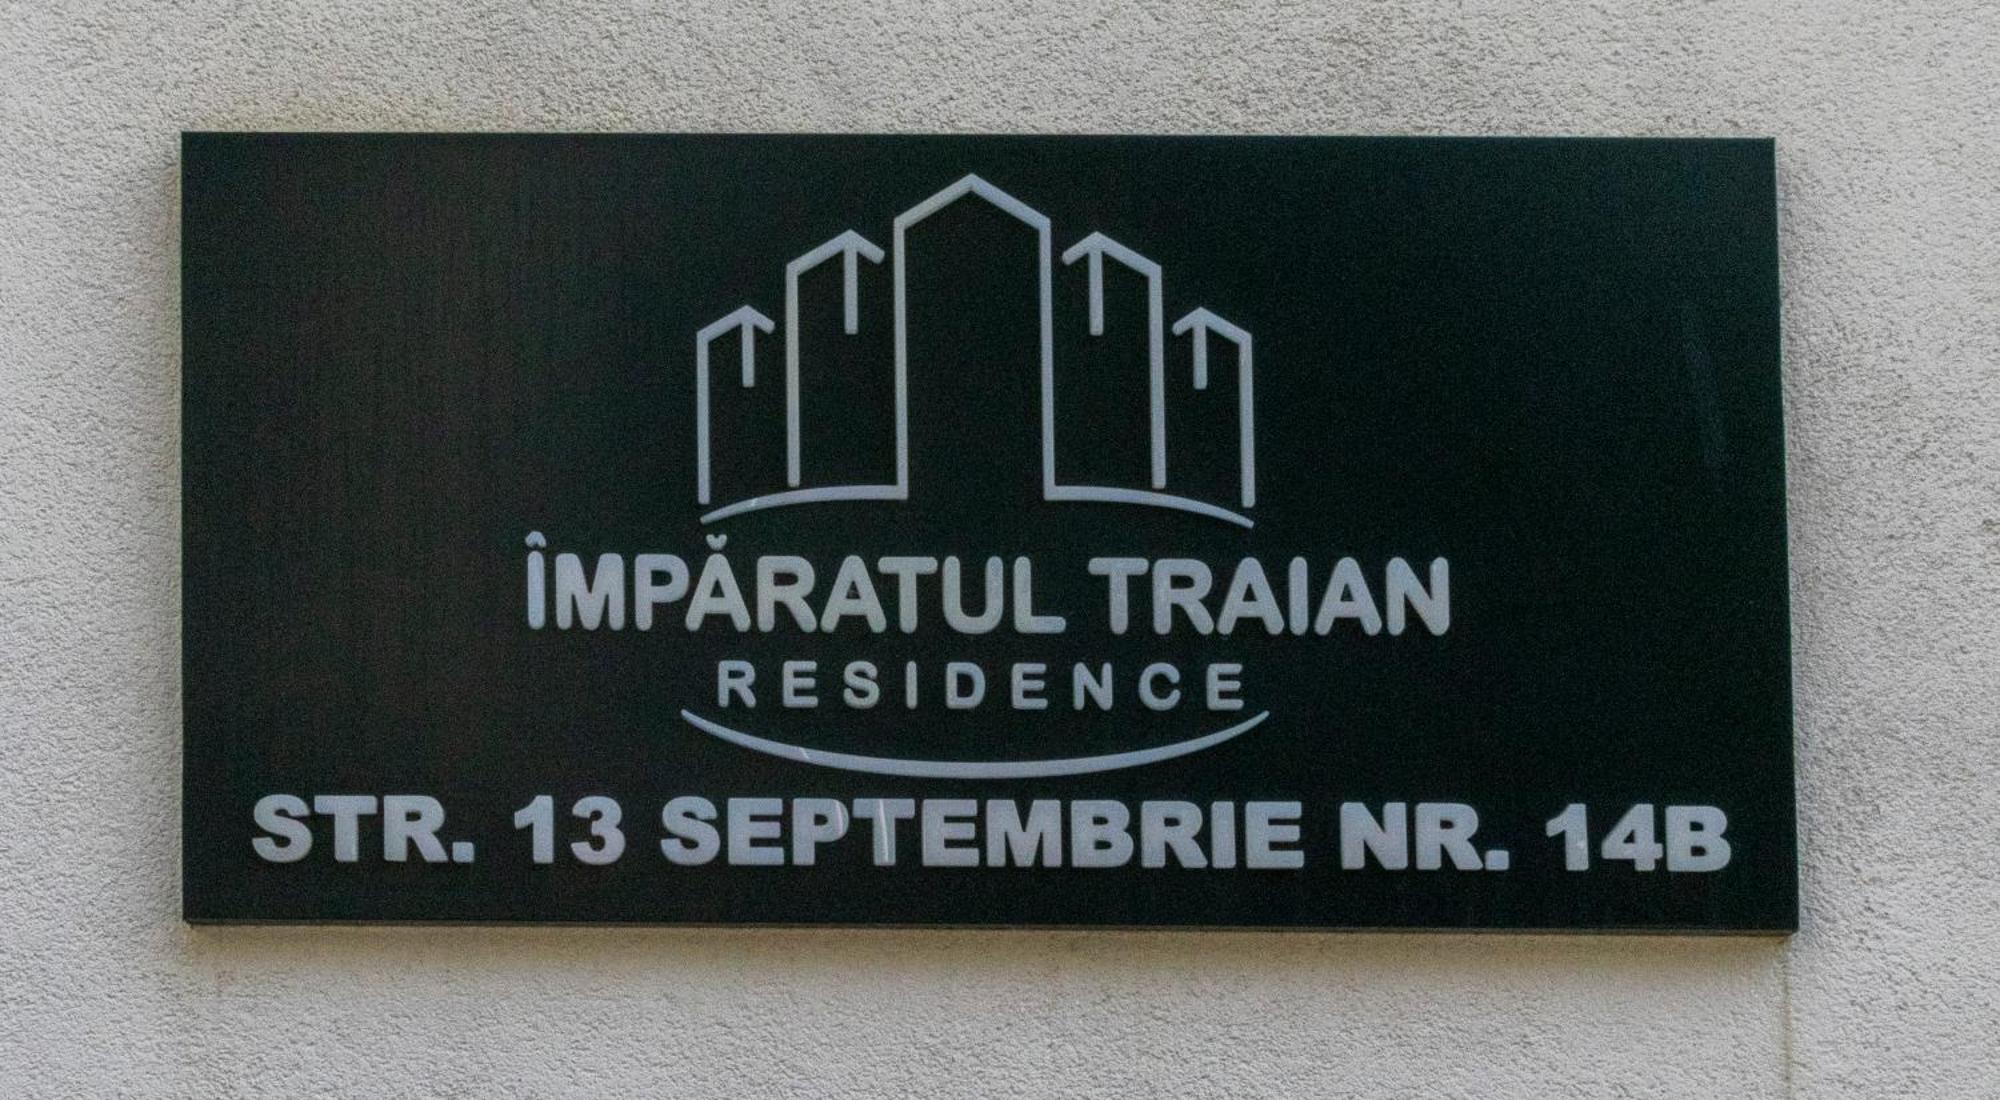 ÎMPĂRATUL TRAIAN
RESIDENCE
STR. 13 SEPTEMBRIE NR. 14B